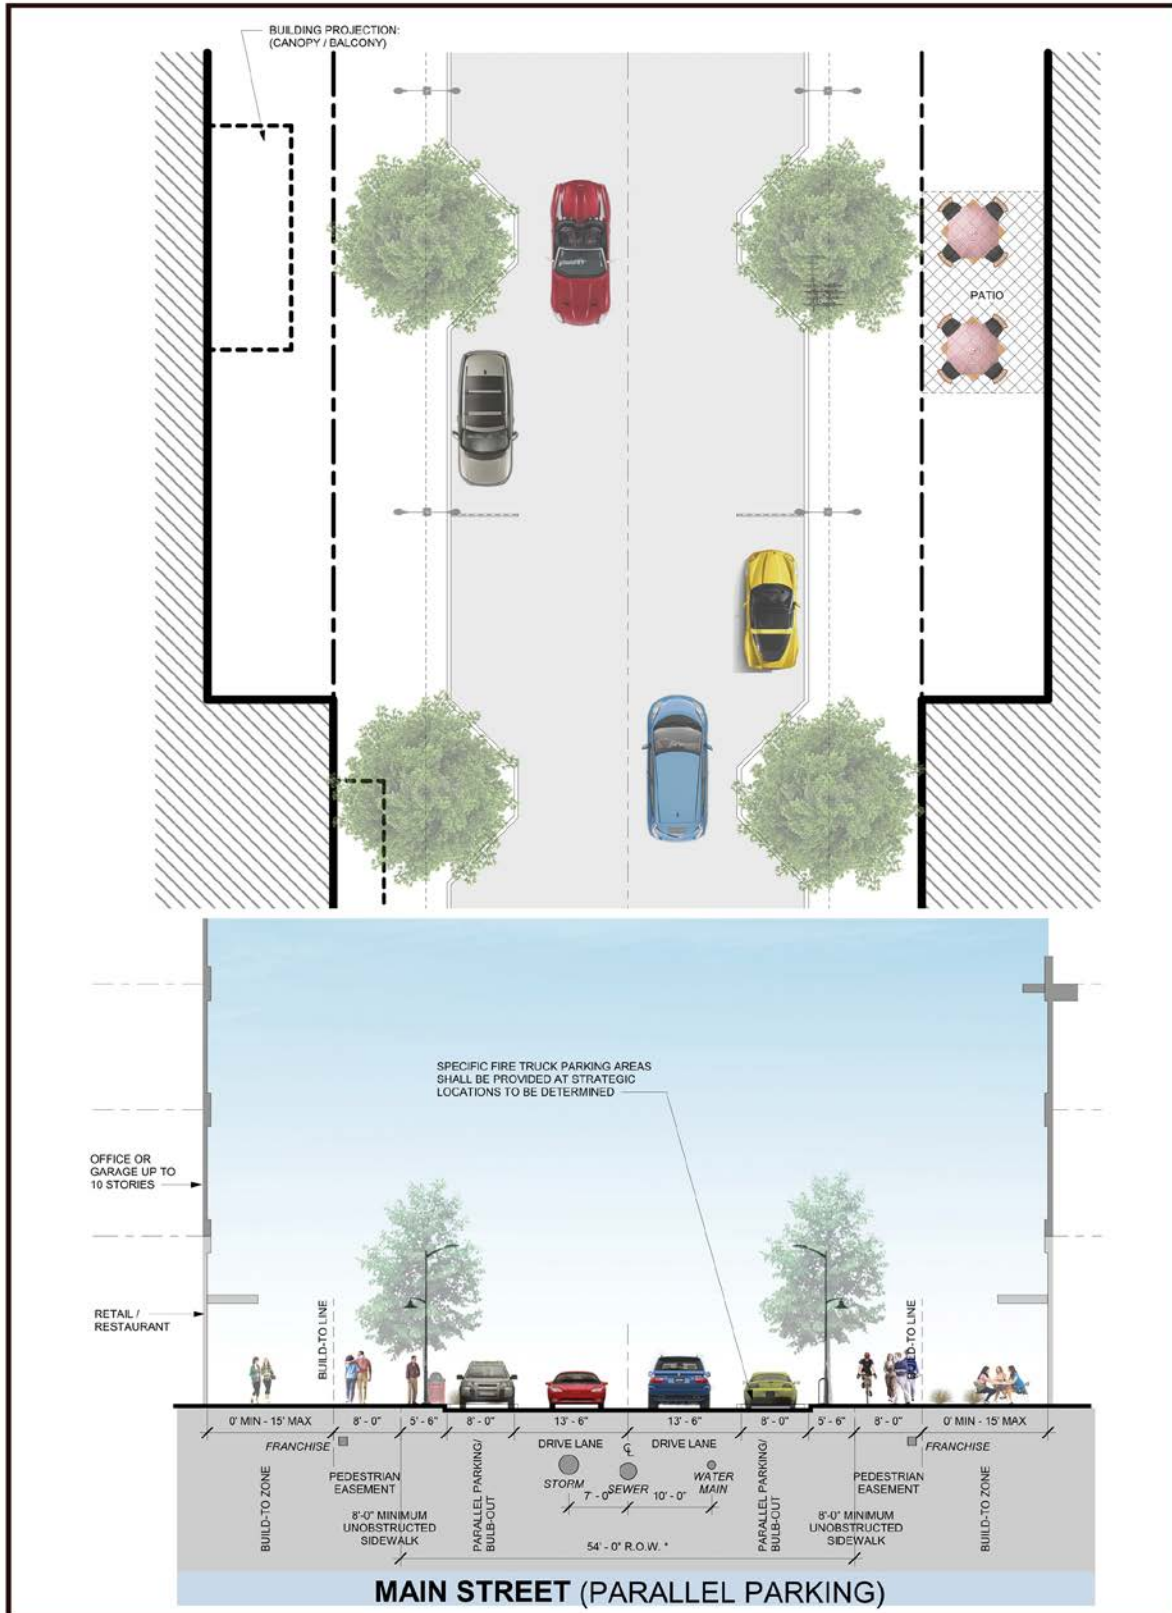 BUILDING PROJECTION:
(CANOPY / BALCONY)
PATIO
SPECIFIC FIRE TRUCK PARKING AREAS
SHALL BE PROVIDED AT STRATEGIC
LOCATIONS TO BE DETERMINED
OFFICE OR
GARAGE UP TO
10 STORIES
RETAIL /
RESTAURANT
BUILD-TO LINE
BUILD-TO LINE
0' MIN - 15' MAX 8' - 0" 5' - 6" 8' - 0" 13' - 6" 13' - 6" 8' - 0" 5' - 6" 8' - 0" 0' MIN - 15' MAX
FRANCHISE DRIVE LANE ℄ DRIVE LANE FRANCHISE
STORM SEWER WATER
MAIN
7' - 0" 10' - 0"
BUILD-TO ZONE
PEDESTRIAN
EASEMENT
8'-0" MINIMUM
UNOBSTRUCTED
SIDEWALK
PARALLEL PARKING/
BULB-OUT
PARALLEL PARKING/
BULB-OUT
PEDESTRIAN
EASEMENT
8'-0" MINIMUM
UNOBSTRUCTED
SIDEWALK
BUILD-TO ZONE
54' - 0" R.O.W. *
MAIN STREET (PARALLEL PARKING)